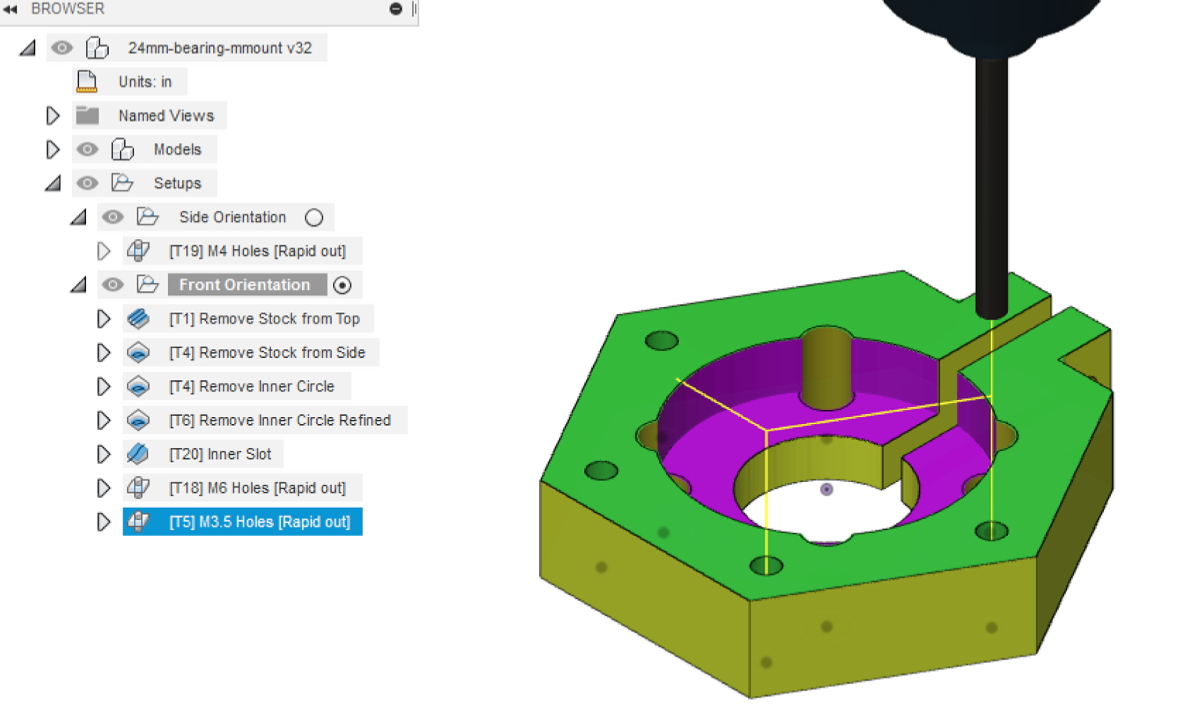 BROWSER
24mm-bearing-mmount v32
Units: in
Named Views
Models
Setups
Side Orientation
[T19] M4 Holes [Rapid out]
Front Orientation
[T1] Remove Stock from Top
[T4] Remove Stock from Side
[T4] Remove Inner Circle
[T6] Remove Inner Circle Refined
[T20] Inner Slot
[T18] M6 Holes [Rapid out]
[T5] M3.5 Holes [Rapid out]